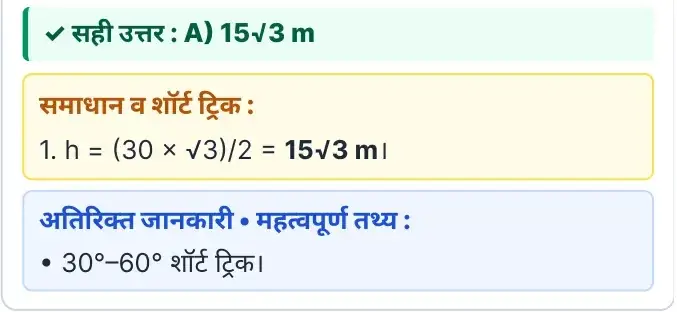 ✓ सही उत्तर : A) 15√3 m
समाधान व शॉर्ट ट्रिक :
1. h = (30 × √3)/2 = 15√3 m।
अतिरिक्त जानकारी • महत्वपूर्ण तथ्य :
• 30°–60° शॉर्ट ट्रिक।